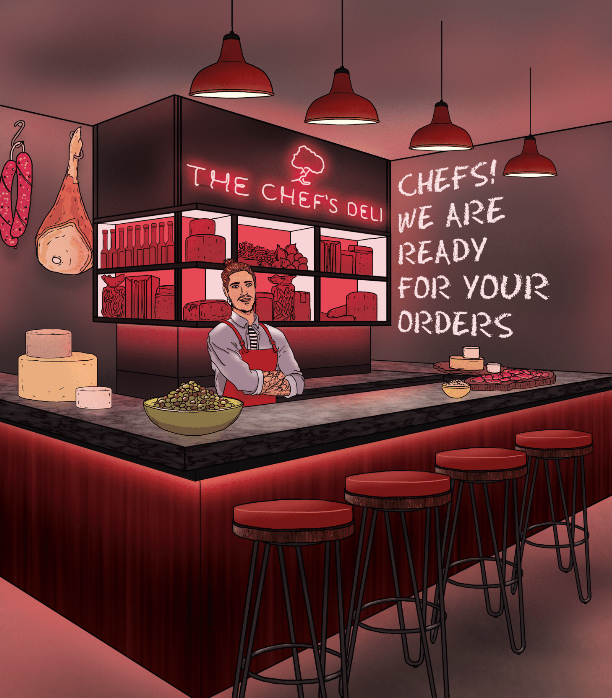 THE CHEF'S DELI
CHEFS!
WE ARE
READY
FOR YOUR
ORDERS